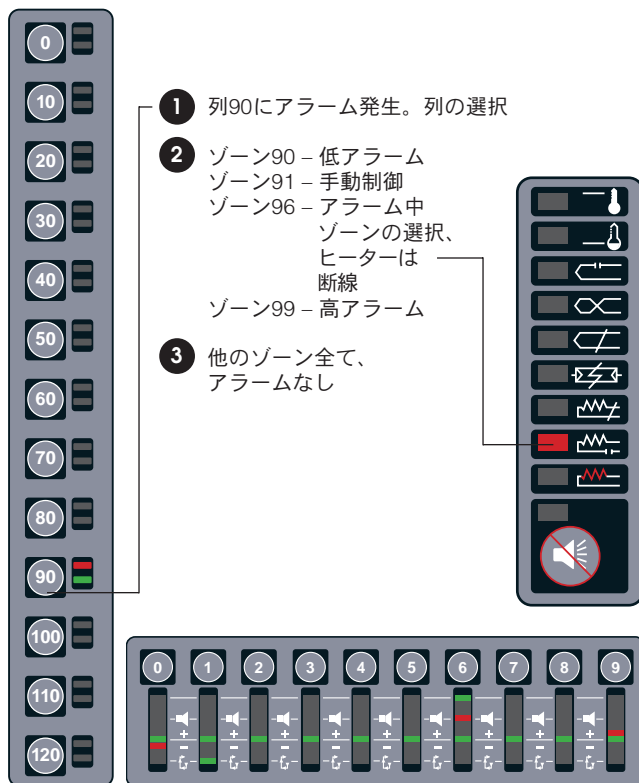 0
10
20
30
40
50
60
70
80
90
100
110
120
1 列90にアラーム発生。列の選択
2 ゾーン90 – 低アラーム
ゾーン91 – 手動制御
ゾーン96 – アラーム中
ゾーンの選択、
ヒーターは
断線
ゾーン99 – 高アラーム
3 他のゾーン全て、
アラームなし
0 1 2 3 4 5 6 7 8 9